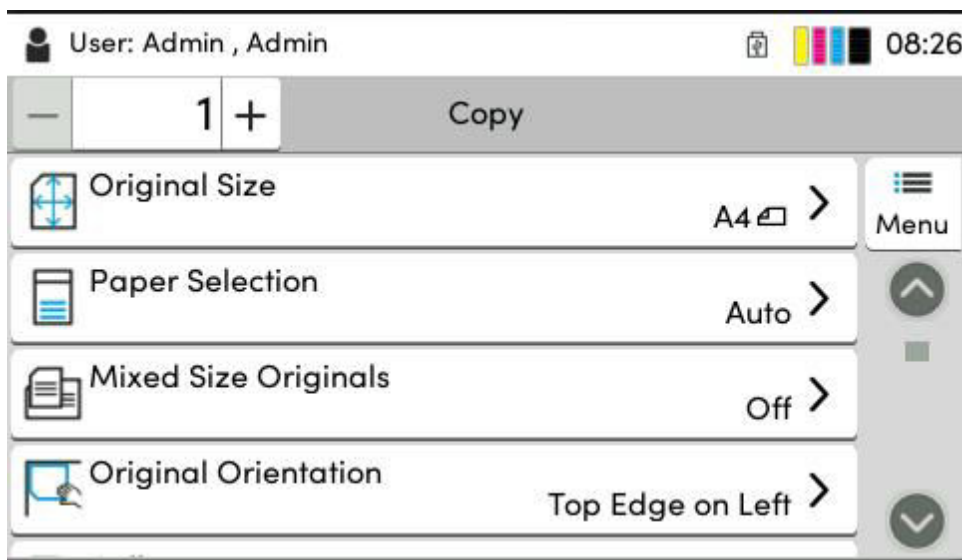 User: Admin , Admin
08:26
1
Copy
Original Size
A4
Menu
Paper Selection
Auto
Mixed Size Originals
Off
Original Orientation
Top Edge on Left